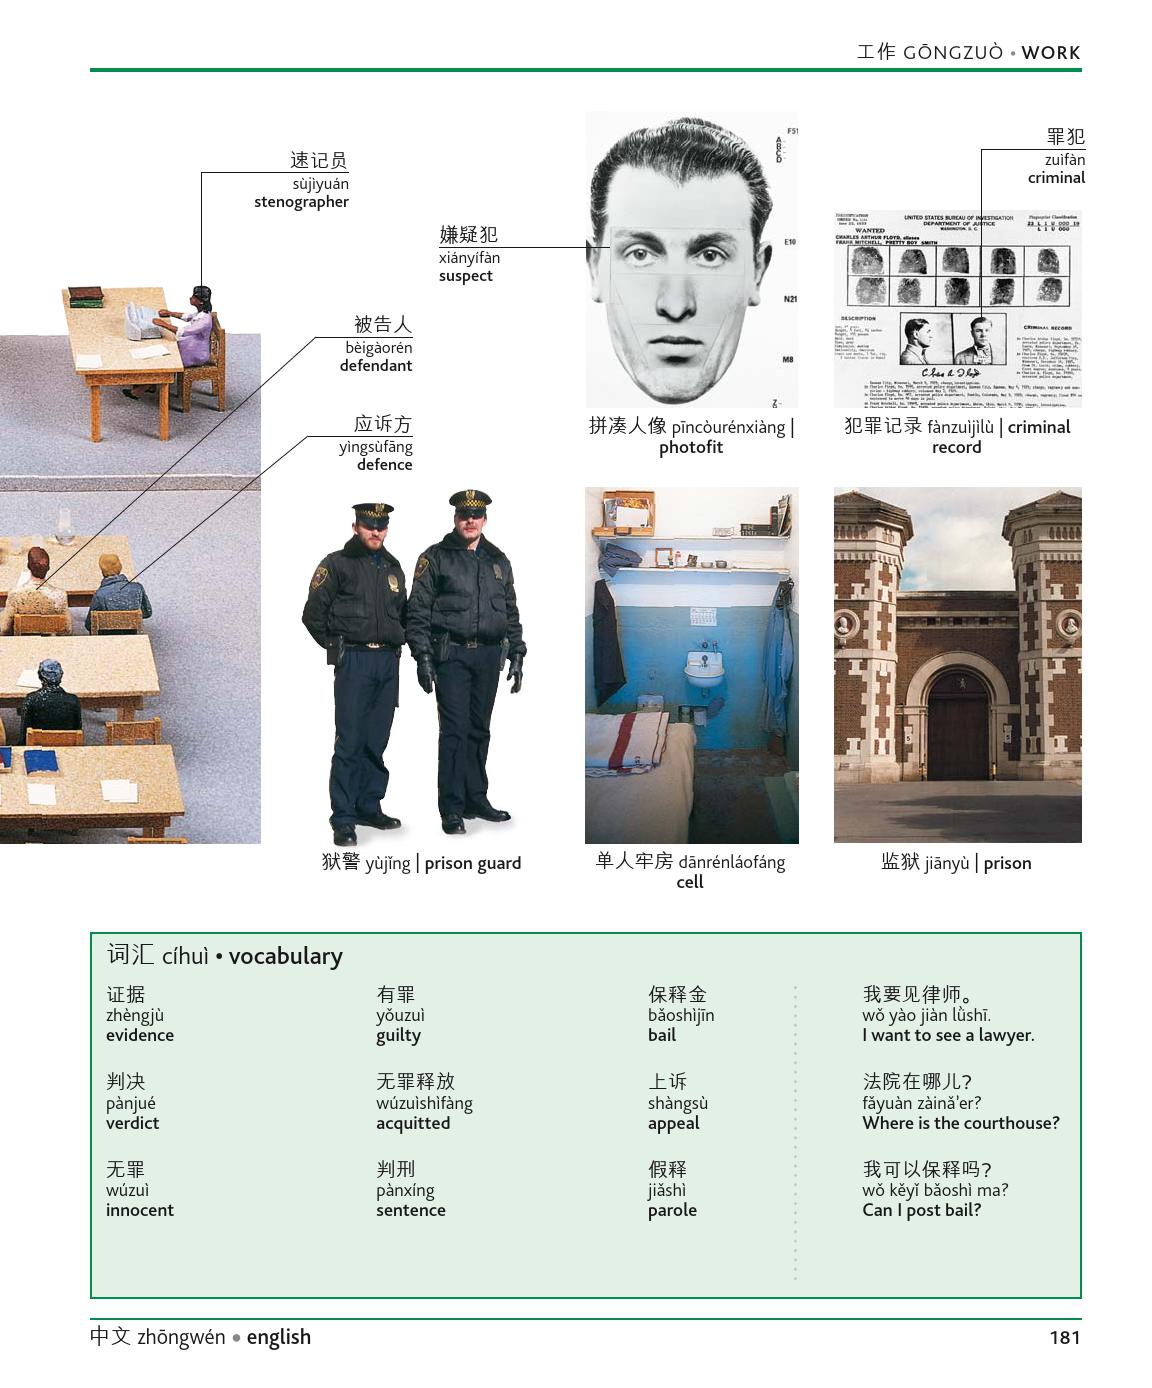 工作 GŌNGZUÒ • WORK
速记员
sùjìyuán
stenographer
嫌疑犯
xiányífàn
suspect
被告人
bèigàorén
defendant
应诉方
yìngsùfāng
defence
F51
A
B
C
D
E10
N21
M8
Z
拼凑人像 pīncòurénxiàng |
photofit
罪犯
zuìfàn
criminal
UNITED STATES BUREAU OF INVESTIGATION
DEPARTMENT OF JUSTICE
WASHINGTON, D. C.
Fingerprint Classification
WANTED
CHARLES ARTHUR FLOYD, aliases
FRANK MITCHELL, PRETTY BOY SMITH
DESCRIPTION
CRIMINAL RECORD
犯罪记录 fànzuìjìlù | criminal
record
狱警 yùjǐng | prison guard
单人牢房 dānrénláofáng
cell
监狱 jiānyù | prison
词汇 cíhuì • vocabulary
证据
zhèngjù
evidence
判决
pànjué
verdict
无罪
wúzuì
innocent
有罪
yǒuzuì
guilty
无罪释放
wúzuìshìfàng
acquitted
判刑
pànxíng
sentence
保释金
bǎoshìjīn
bail
上诉
shàngsù
appeal
假释
jiǎshì
parole
我要见律师。
wǒ yào jiàn lǜshī.
I want to see a lawyer.
法院在哪儿?
fǎyuàn zàinǎ’er?
Where is the courthouse?
我可以保释吗?
wǒ kěyǐ bǎoshì ma?
Can I post bail?
中文 zhōngwén • english
181